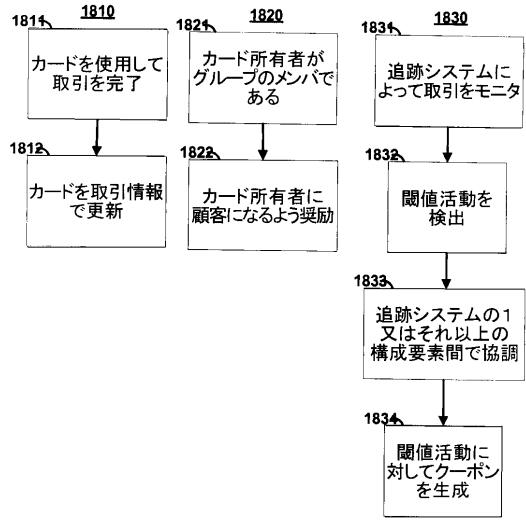 1810
1811
カードを使用して
取引を完了
1812
カードを取引情報
で更新
1820
1821
カード所有者が
グループのメンバで
ある
1822
カード所有者に
顧客になるよう奨励
1830
1831
追跡システムに
よって取引をモニタ
1832
閾値活動を
検出
1833
追跡システムの1
又はそれ以上の
構成要素間で協調
1834
閾値活動に
対してクーポン
を生成